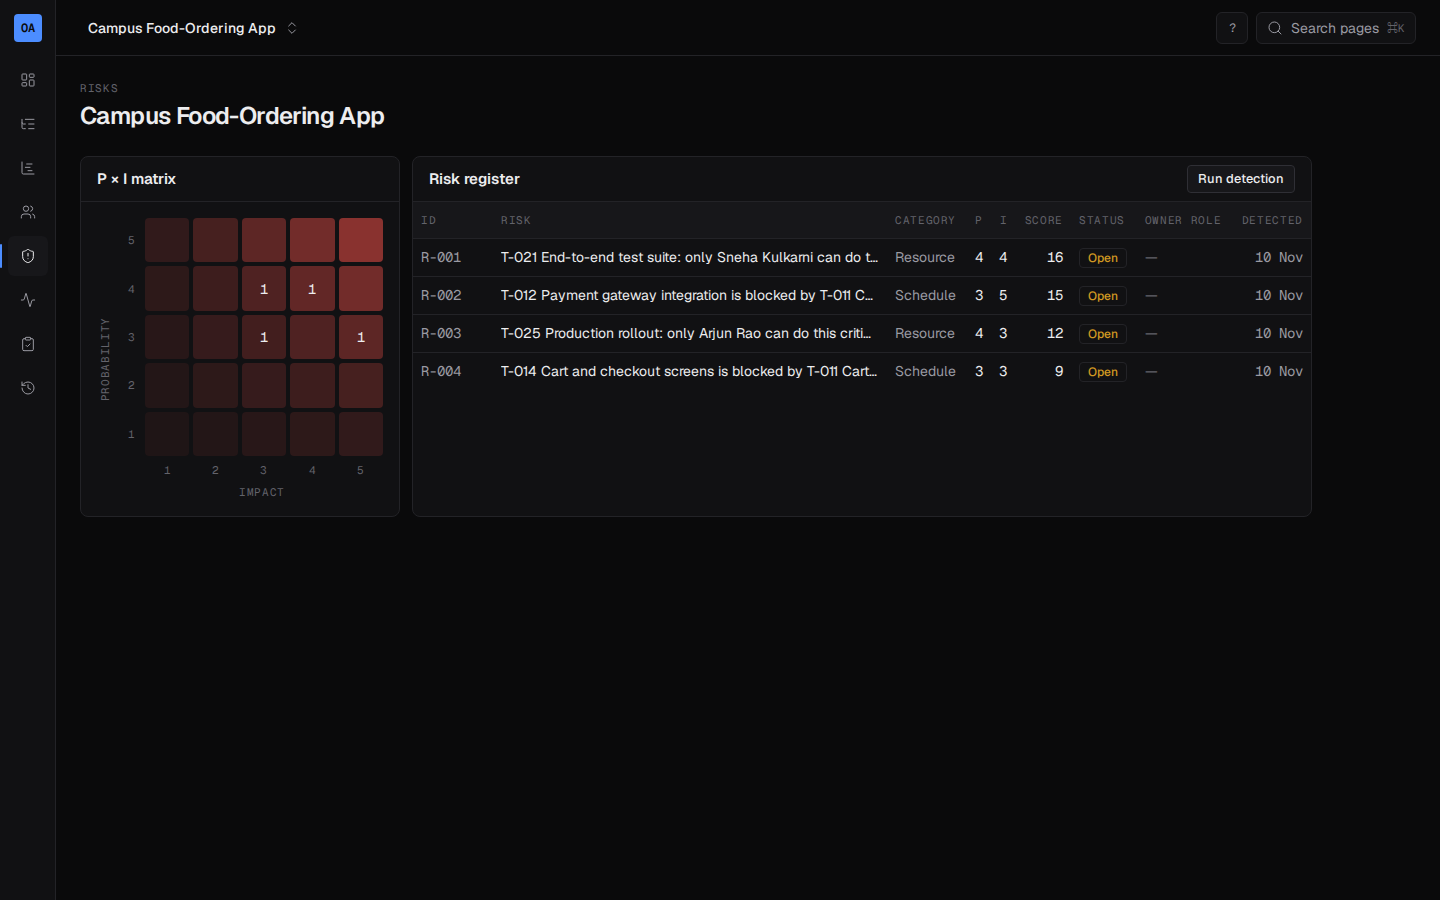 OA
Campus Food-Ordering App
?
Search pages ⌘K
RISKS
Campus Food-Ordering App
P × I matrix
PROBABILITY
5
4 1 1
3 1 1
2
1
1 2 3 4 5
IMPACT
Risk register
Run detection
ID RISK CATEGORY P I SCORE STATUS OWNER ROLE DETECTED
R-001 T-021 End-to-end test suite: only Sneha Kulkarni can do t... Resource 4 4 16 Open — 10 Nov
R-002 T-012 Payment gateway integration is blocked by T-011 C... Schedule 3 5 15 Open — 10 Nov
R-003 T-025 Production rollout: only Arjun Rao can do this criti... Resource 4 3 12 Open — 10 Nov
R-004 T-014 Cart and checkout screens is blocked by T-011 Cart... Schedule 3 3 9 Open — 10 Nov